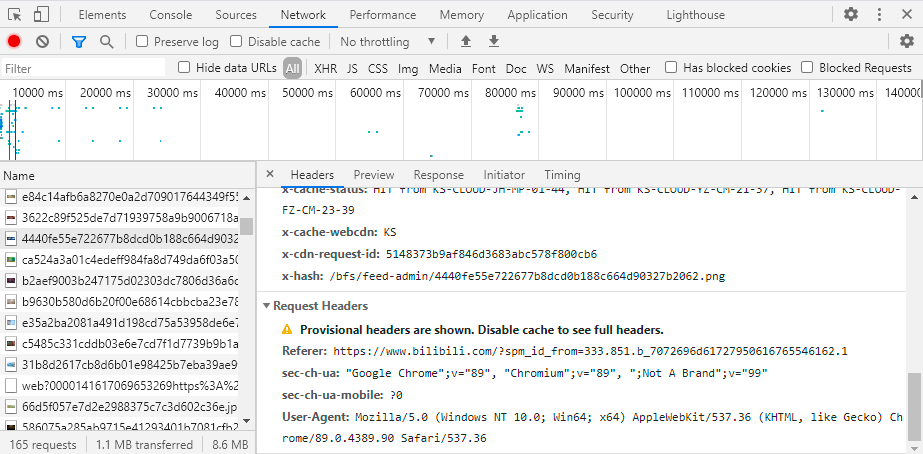 Elements Console Sources Network Performance Memory Application Security Lighthouse
Preserve log Disable cache No throttling
Filter Hide data URLs All XHR JS CSS Img Media Font Doc WS Manifest Other Has blocked cookies Blocked Requests
10000 ms 20000 ms 30000 ms 40000 ms 50000 ms 60000 ms 70000 ms 80000 ms 90000 ms 100000 ms 110000 ms 120000 ms 130000 ms 14000
Name
e84c14afb6a8270e0a2d709017644349f55
3622c89f525de7d71939758a9b9006718a
4440fe55e722677b8dcd0b188c664d9032
ca524a3a01c4edeff984fa8d749da6f03a50
b2aef9003b247175d02303dc7806d36a6c
b9630b580d6b20f00e68614cbbcba23e78
e35a2ba2081a491d198cd75a53958de6e7
c5485c331cddb03e6e7cd7f1d7739b9b1a
31b8d2617cb8d6b01e98425b7eba39ae9
web?0000141617069653269https%3A%2
66d5f057e7d2e2988375c7c3d602c36e.jp
586075a285ab9715e41293401b7081cfb2
165 requests 1.1 MB transferred 8.6 MB
Headers Preview Response Initiator Timing
x-cache-status: HIT from KS-CLOUD-JH-MP-01-44, HIT from KS-CLOUD-YZ-CM-21-37, HIT from KS-CLOUD-
FZ-CM-23-39
x-cache-webcdn: KS
x-cdn-request-id: 5148373b9af846d3683abc578f800cb6
x-hash: /bfs/feed-admin/4440fe55e722677b8dcd0b188c664d90327b2062.png
Request Headers
Provisional headers are shown. Disable cache to see full headers.
Referer: https://www.bilibili.com/?spm_id_from=333.851.b_7072696d61727950616765546162.1
sec-ch-ua: "Google Chrome";v="89", "Chromium";v="89", ";Not A Brand";v="99"
sec-ch-ua-mobile: ?0
User-Agent: Mozilla/5.0 (Windows NT 10.0; Win64; x64) AppleWebKit/537.36 (KHTML, like Gecko) Ch
rome/89.0.4389.90 Safari/537.36